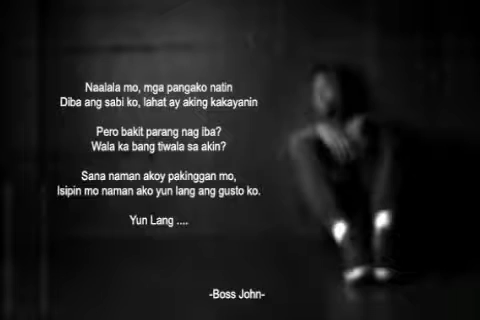 Naalala mo, mga pangako natin
Diba ang sabi ko, lahat ay aking kakayanin
Pero bakit parang nag iba?
Wala ka bang tiwala sa akin?
Sana naman akoy pakinggan mo,
Isipin mo naman ako yun lang ang gusto ko.
Yun Lang ....
-Boss John-